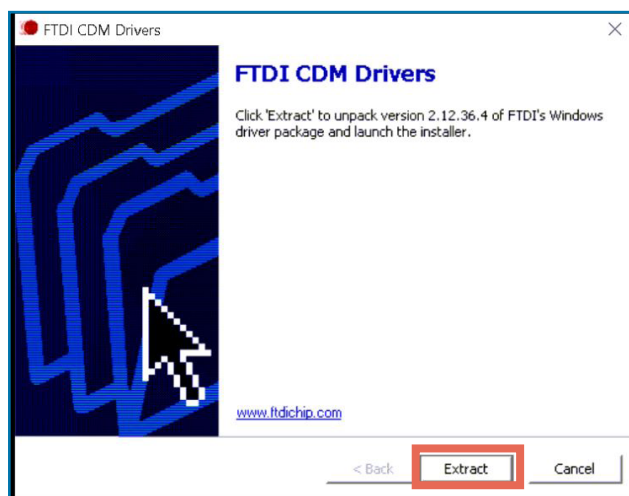 FTDI CDM Drivers
FTDI CDM Drivers
Click 'Extract' to unpack version 2.12.36.4 of FTDI's Windows
driver package and launch the installer.
www.ftdichip.com
< Back Extract Cancel